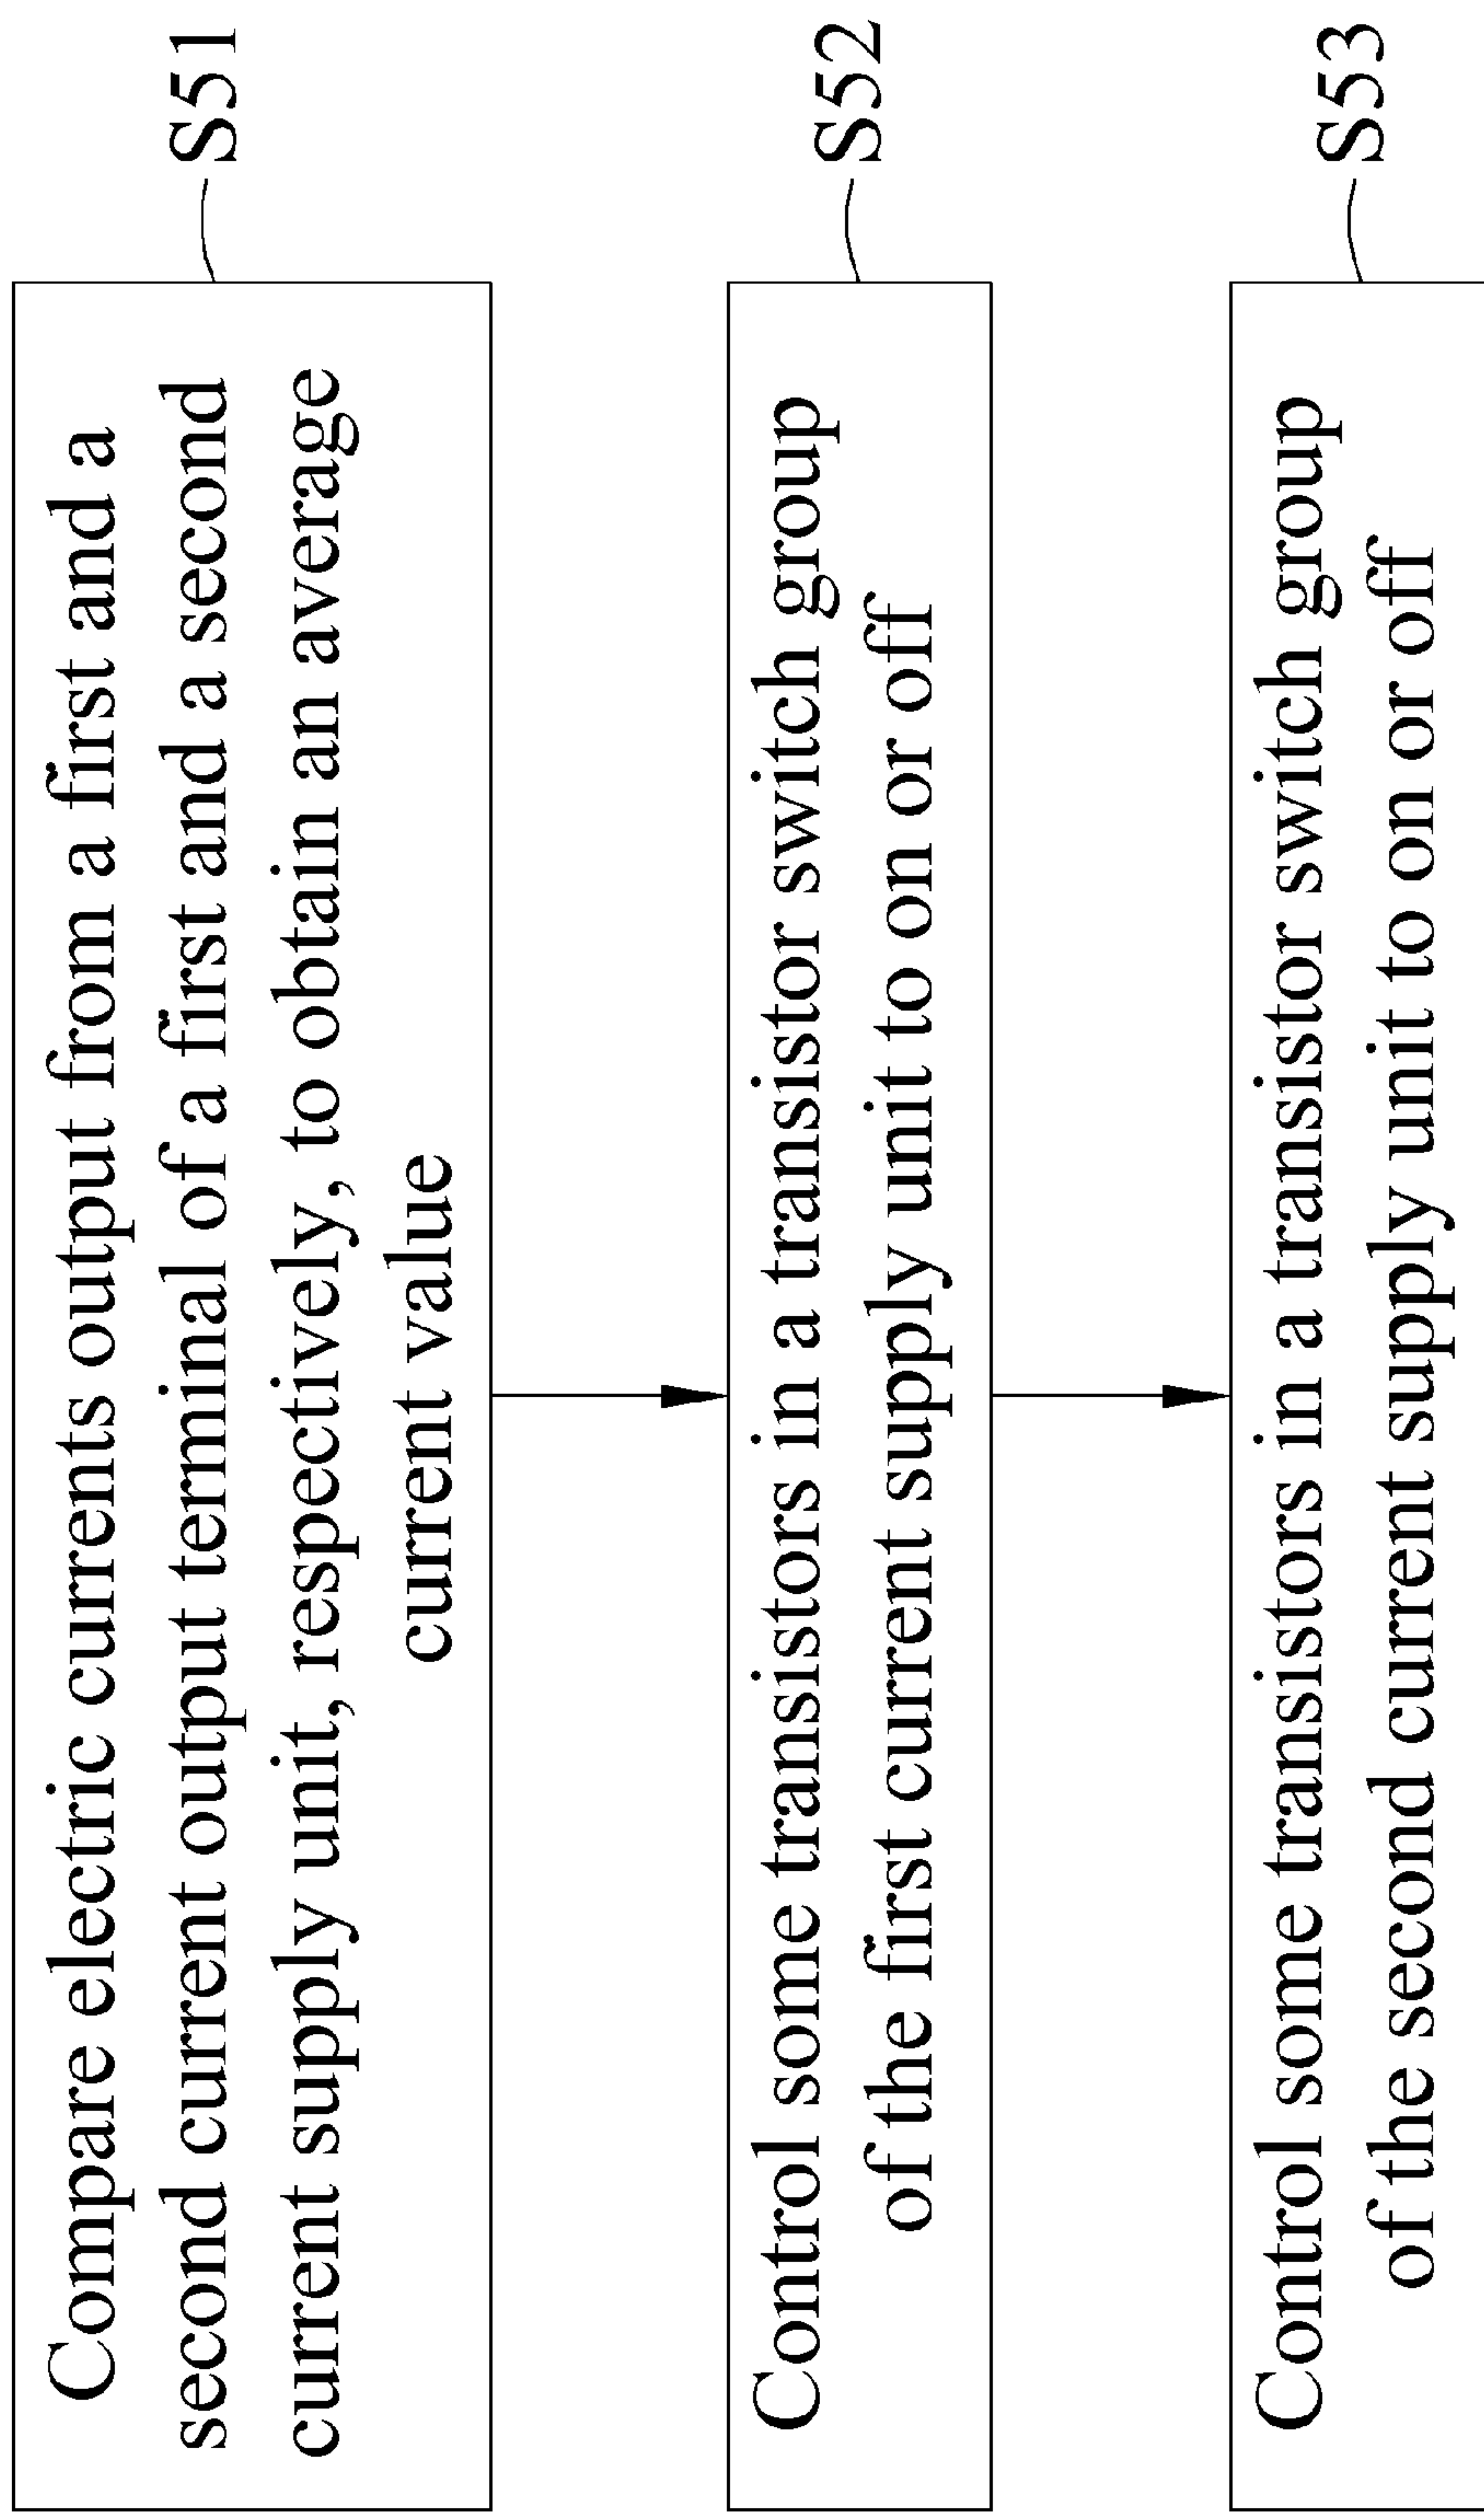 Compare electric currents output from a first and a
second current output terminal of a first and a second
current supply unit, respectively, to obtain an average
current value
S51
Control some transistors in a transistor switch group
of the first current supply unit to on or off
S52
Control some transistors in a transistor switch group
of the second current supply unit to on or off
S53